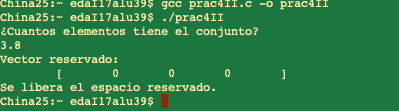 China25:~ edaI17alu39$ gcc prac4II.c -o prac4II
China25:~ edaI17alu39$ ./prac4II
¿Cuantos elementos tiene el conjunto?
3.8
Vector reservado:
[ 0 0 0 ]
Se libera el espacio reservado.
China25:~ edaI17alu39$